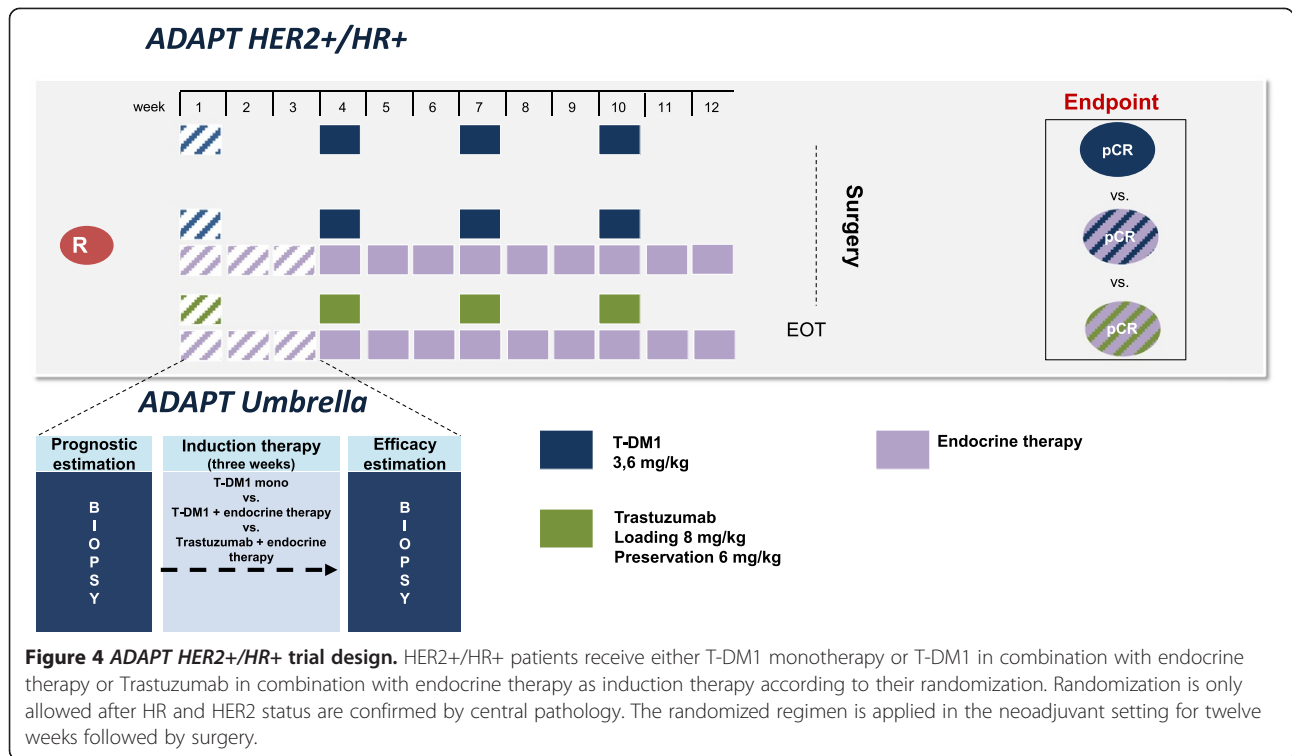 ADAPT HER2+/HR+
week 1 2 3 4 5 6 7 8 9 10 11 12
Endpoint
pCR
vs.
R
pCR
vs.
pCR
Surgery
EOT
ADAPT Umbrella
Prognostic
estimation
Induction therapy
(three weeks)
Efficacy
estimation
B
I
O
P
S
Y
T-DM1 mono
vs.
T-DM1 + endocrine therapy
vs.
Trastuzumab + endocrine
therapy
B
I
O
P
S
Y
T-DM1
3,6 mg/kg
Endocrine therapy
Trastuzumab
Loading 8 mg/kg
Preservation 6 mg/kg
Figure 4 ADAPT HER2+/HR+ trial design. HER2+/HR+ patients receive either T-DM1 monotherapy or T-DM1 in combination with endocrine
therapy or Trastuzumab in combination with endocrine therapy as induction therapy according to their randomization. Randomization is only
allowed after HR and HER2 status are confirmed by central pathology. The randomized regimen is applied in the neoadjuvant setting for twelve
weeks followed by surgery.